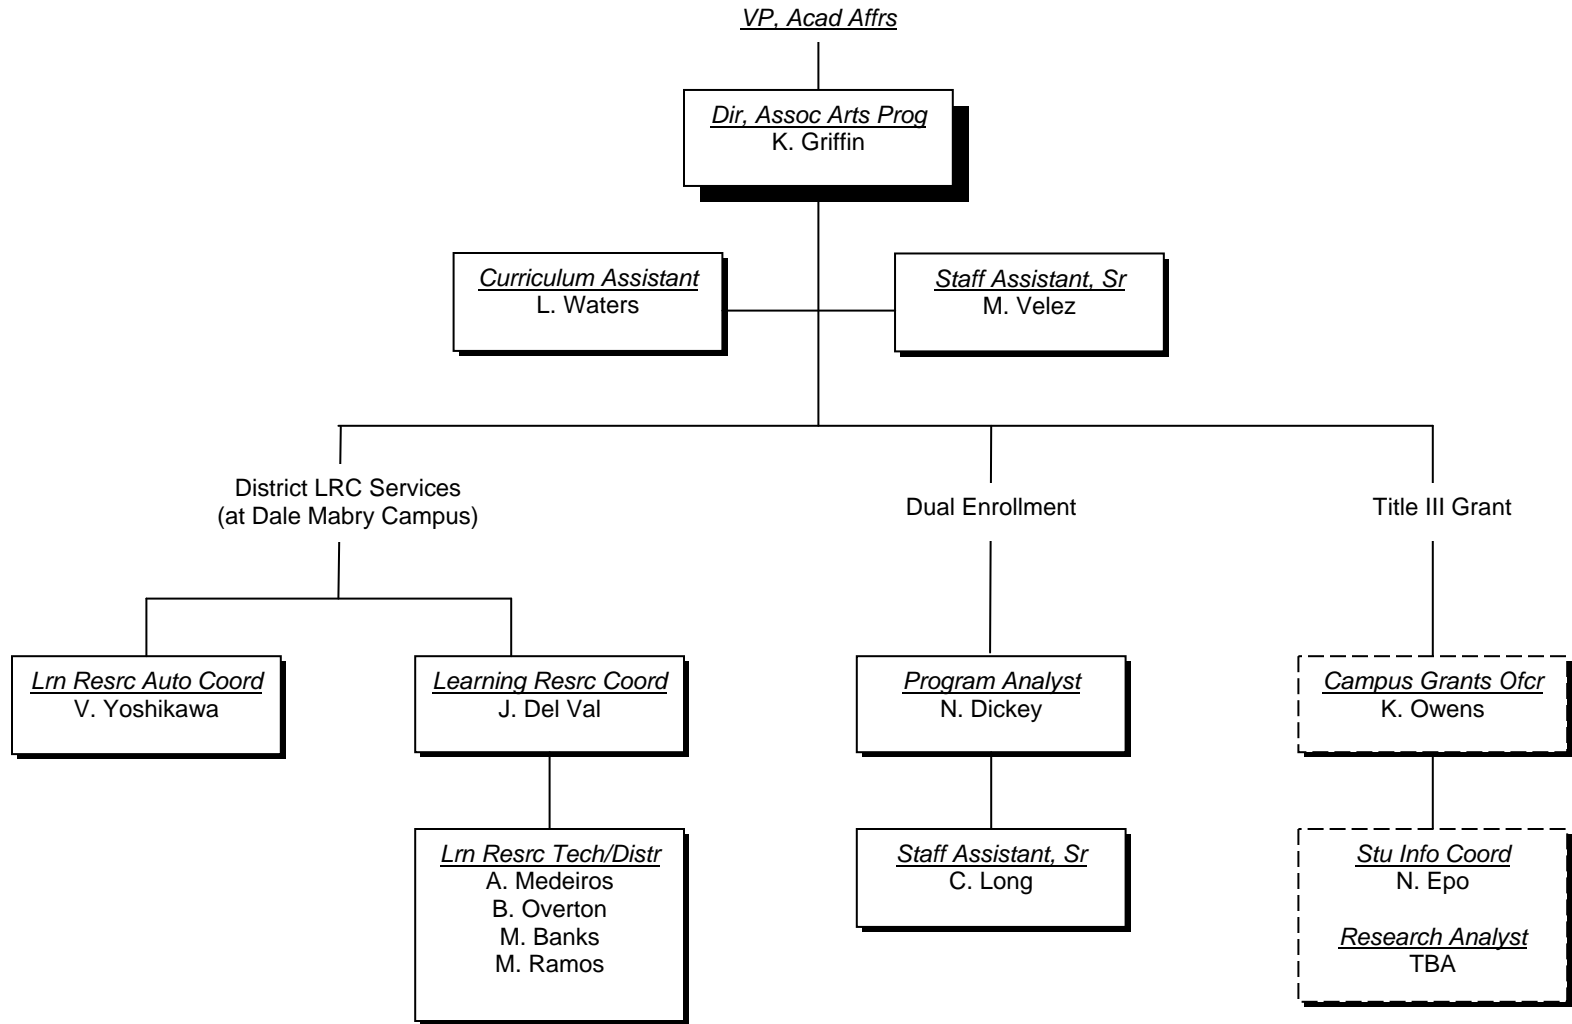 VP, Acad Affrs
Dir, Assoc Arts Prog
K. Griffin
Curriculum Assistant
L. Waters
Staff Assistant, Sr
M. Velez
District LRC Services
(at Dale Mabry Campus)
Dual Enrollment
Title III Grant
Lrn Resrc Auto Coord
V. Yoshikawa
Learning Resrc Coord
J. Del Val
Program Analyst
N. Dickey
Campus Grants Ofcr
K. Owens
Lrn Resrc Tech/Distr
A. Medeiros
B. Overton
M. Banks
M. Ramos
Staff Assistant, Sr
C. Long
Stu Info Coord
N. Epo
Research Analyst
TBA